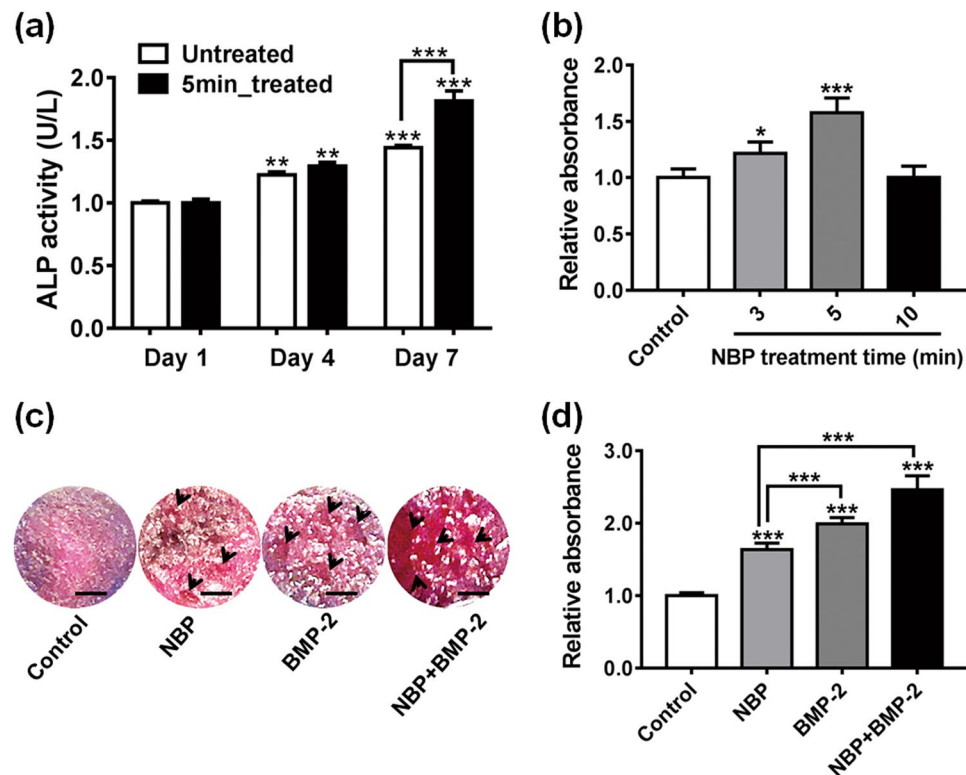 (a)
Untreated
5min_treated
ALP activity (U/L)
2.0
1.5
1.0
0.5
0.0
**
**
***
***
***
Day 1 Day 4 Day 7
(b)
Relative absorbance
2.0
1.5
1.0
0.5
0.0
*
***
Control 3 5 10
NBP treatment time (min)
(c)
Control NBP BMP-2 NBP+BMP-2
(d)
Relative absorbance
3.0
2.0
1.0
0.0
***
***
***
***
***
Control NBP BMP-2 NBP+BMP-2